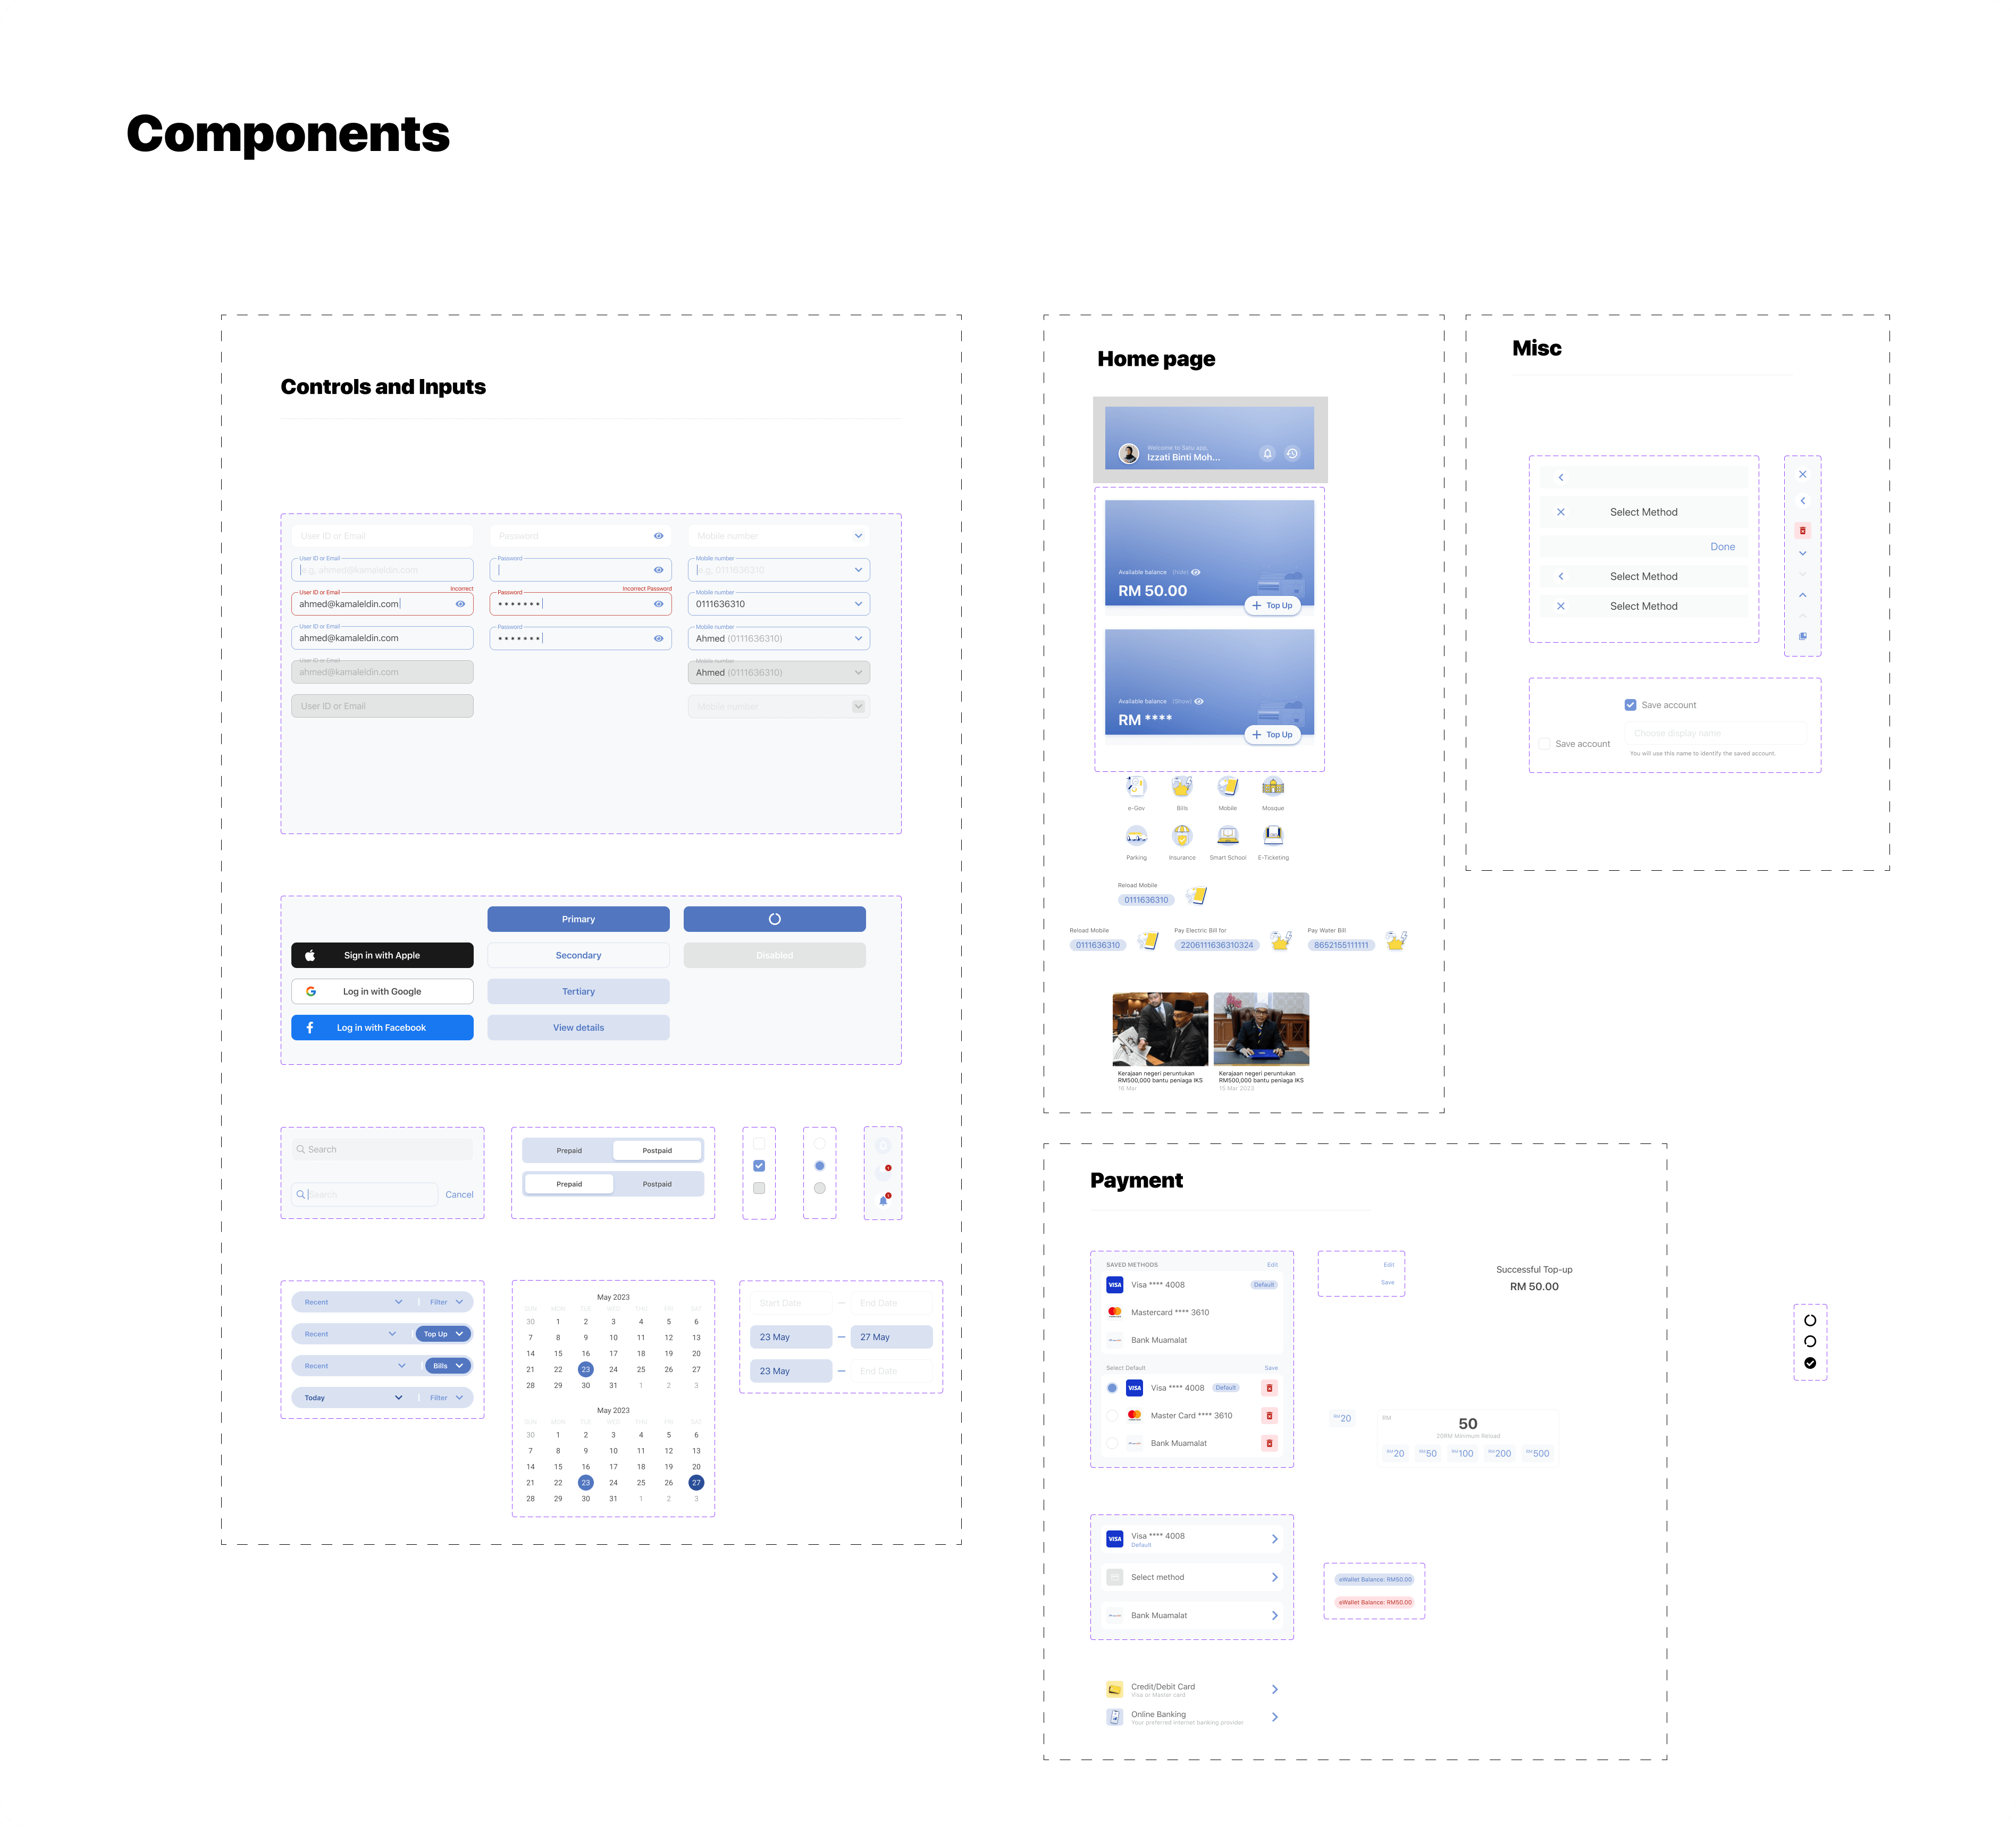 Components
Controls and Inputs
User ID or Email
Password
Mobile number
User ID or Email
e.g. ahmed@kamaleldin.com
Password
Mobile number
e.g. 0111636310
User ID or Email
Incorrect
ahmed@kamaleldin.com
Password
Incorrect Password
•••••••
Mobile number
0111636310
User ID or Email
ahmed@kamaleldin.com
Password
•••••••
Mobile number
Ahmed (0111636310)
User ID or Email
ahmed@kamaleldin.com
Mobile number
Ahmed (0111636310)
User ID or Email
Mobile number
Primary
Sign in with Apple
Secondary
Disabled
Log in with Google
Tertiary
Log in with Facebook
View details
Search
Search
Cancel
Prepaid
Postpaid
Prepaid
Postpaid
Recent
Filter
Recent
Top Up
Recent
Bills
Today
Filter
May 2023
SUN MON TUE WED THU FRI SAT
30 1 2 3 4 5 6
7 8 9 10 11 12 13
14 15 16 17 18 19 20
21 22 23 24 25 26 27
28 29 30 31 1 2 3
May 2023
SUN MON TUE WED THU FRI SAT
30 1 2 3 4 5 6
7 8 9 10 11 12 13
14 15 16 17 18 19 20
21 22 23 24 25 26 27
28 29 30 31 1 2 3
Start Date — End Date
23 May — 27 May
23 May — End Date
Home page
Welcome to Satu app,
Izzati Binti Moh...
Available balance (hide)
RM 50.00
Top Up
Available balance (Show)
RM ****
Top Up
e-Gov
Bills
Mobile
Mosque
Parking
Insurance
Smart School
E-Ticketing
Reload Mobile
0111636310
Reload Mobile
0111636310
Pay Electric Bill for
2206111636310324
Pay Water Bill
8652155111111
Kerajaan negeri peruntukan
RM500,000 bantu peniaga IKS
16 Mar
Kerajaan negeri peruntukan
RM500,000 bantu peniaga IKS
15 Mar 2023
Misc
Select Method
Done
Select Method
Select Method
Save account
Choose display name
You will use this name to identify the saved account.
Save account
Payment
SAVED METHODS
Edit
VISA
Visa **** 4008
Default
Mastercard **** 3610
Bank Muamalat
Select Default
Save
VISA
Visa **** 4008
Default
Master Card **** 3610
Bank Muamalat
Edit
Save
Successful Top-up
RM 50.00
RM 20
RM
50
20RM Minimum Reload
RM 20
RM 50
RM 100
RM 200
RM 500
VISA
Visa **** 4008
Default
Select method
Bank Muamalat
eWallet Balance: RM50.00
eWallet Balance: RM50.00
Credit/Debit Card
Visa or Master card
Online Banking
Your preferred internet banking provider